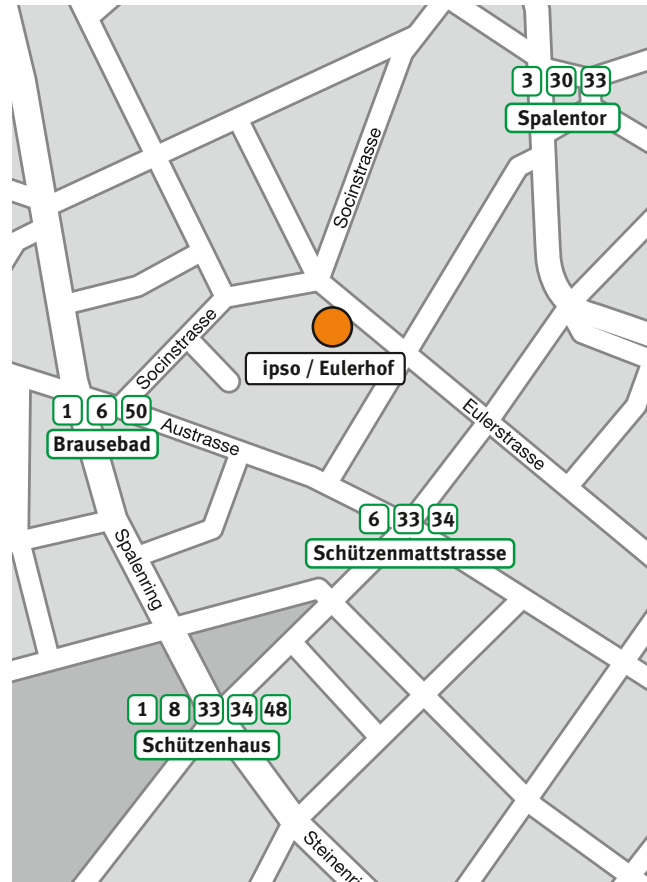 3 30 33
Spalentor
Socinstrasse
ipso / Eulerhof
Socinstrasse
1 6 50
Brausebad
Austrasse
Eulerstrasse
6 33 34
Schützenmattstrasse
Spalenring
1 8 33 34 48
Schützenhaus
Steinenri